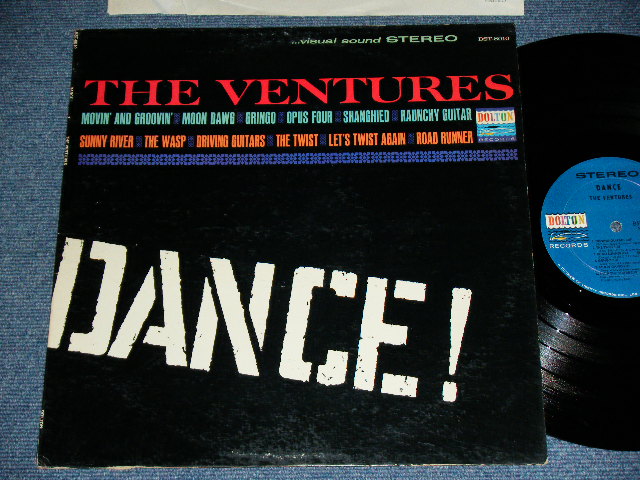 ...visual sound STEREO
DST-8010
THE VENTURES
MOVIN' AND GROOVIN' MOON DAWG GRINGO OPUS FOUR SHANGHIED RAUNCHY GUITAR
DOLTON
RECORDS
SUNNY RIVER THE WASP DRIVING GUITARS THE TWIST LET'S TWIST AGAIN ROAD RUNNER
DANCE!
STEREO
DANCE
THE VENTURES
DOLTON
RECORDS